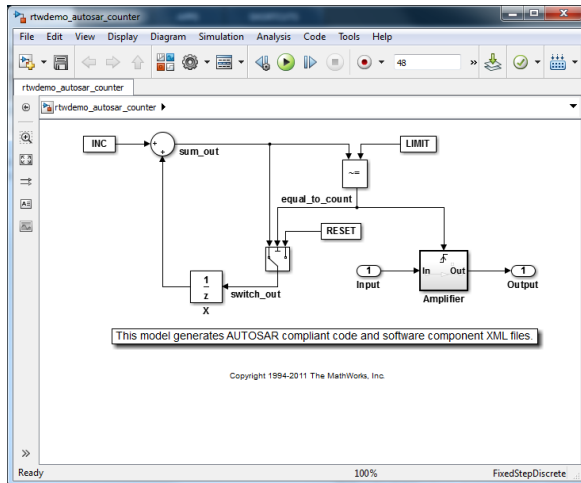 rtwdemo_autosar_counter
File Edit View Display Diagram Simulation Analysis Code Tools Help
48
rtwdemo_autosar_counter
rtwdemo_autosar_counter
INC
+
+
sum_out
LIMIT
~=
equal_to_count
RESET
1
z
X
switch_out
1
Input
In Out
Amplifier
1
Output
This model generates AUTOSAR compliant code and software component XML files.
Copyright 1994-2011 The MathWorks, Inc.
Ready 100% FixedStepDiscrete